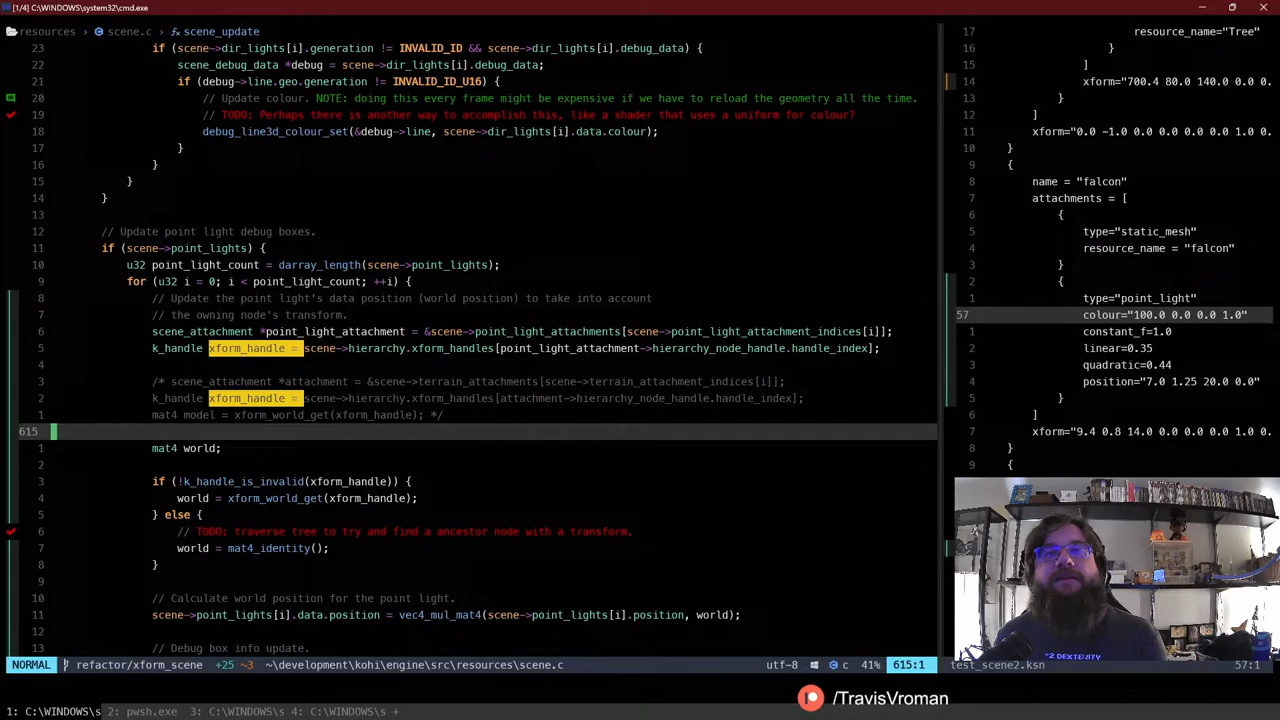 [1/4] C:\WINDOWS\system32\cmd.exe
resources > scene.c > scene_update
23 if (scene->dir_lights[i].generation != INVALID_ID && scene->dir_lights[i].debug_data) {
22 scene_debug_data *debug = scene->dir_lights[i].debug_data;
21 if (debug->line.geo.generation != INVALID_ID_U16) {
20 // Update colour. NOTE: doing this every frame might be expensive if we have to reload the geometry all the time.
19 // TODO: Perhaps there is another way to accomplish this, like a shader that uses a uniform for colour?
18 debug_line3d_colour_set(&debug->line, scene->dir_lights[i].data.colour);
17 }
16 }
15 }
14 }
13
12 // Update point light debug boxes.
11 if (scene->point_lights) {
10 u32 point_light_count = darray_length(scene->point_lights);
9 for (u32 i = 0; i < point_light_count; ++i) {
8 // Update the point light's data position (world position) to take into account
7 // the owning node's transform.
6 scene_attachment *point_light_attachment = &scene->point_light_attachments[scene->point_light_attachment_indices[i]];
5 k_handle xform_handle = scene->hierarchy.xform_handles[point_light_attachment->hierarchy_node_handle.handle_index];
4
3 /* scene_attachment *attachment = &scene->terrain_attachments[scene->terrain_attachment_indices[i]];
2 k_handle xform_handle = scene->hierarchy.xform_handles[attachment->hierarchy_node_handle.handle_index];
1 mat4 model = xform_world_get(xform_handle); */
615
1 mat4 world;
2
3 if (!k_handle_is_invalid(xform_handle)) {
4 world = xform_world_get(xform_handle);
5 } else {
6 // TODO: traverse tree to try and find a ancestor node with a transform.
7 world = mat4_identity();
8 }
9
10 // Calculate world position for the point light.
11 scene->point_lights[i].data.position = vec4_mul_mat4(scene->point_lights[i].position, world);
12
13 // Debug box info update.
NORMAL refactor/xform_scene +25 ~3 ~\development\kohi\engine\src\resources\scene.c utf-8 c 41% 615:1
17 resource_name="Tree"
16 }
15 ]
14 xform="700.4 80.0 140.0 0.0 0.
13 }
12 ]
11 xform="0.0 -1.0 0.0 0.0 0.0 0.0 1.0 0.
10 }
9 {
8 name = "falcon"
7 attachments = [
6 {
5 type="static_mesh"
4 resource_name = "falcon"
3 }
2 {
1 type="point_light"
57 colour="100.0 0.0 0.0 1.0"
1 constant_f=1.0
2 linear=0.35
3 quadratic=0.44
4 position="7.0 1.25 20.0 0.0"
5 }
6 ]
7 xform="9.4 0.8 14.0 0.0 0.0 0.0 1.0 0.
8 }
9 {
*2 DEXTERITY
test_scene2.ksn 57:1
/TravisVroman
1: C:\WINDOWS\s 2: pwsh.exe 3: C:\WINDOWS\s 4: C:\WINDOWS\s +